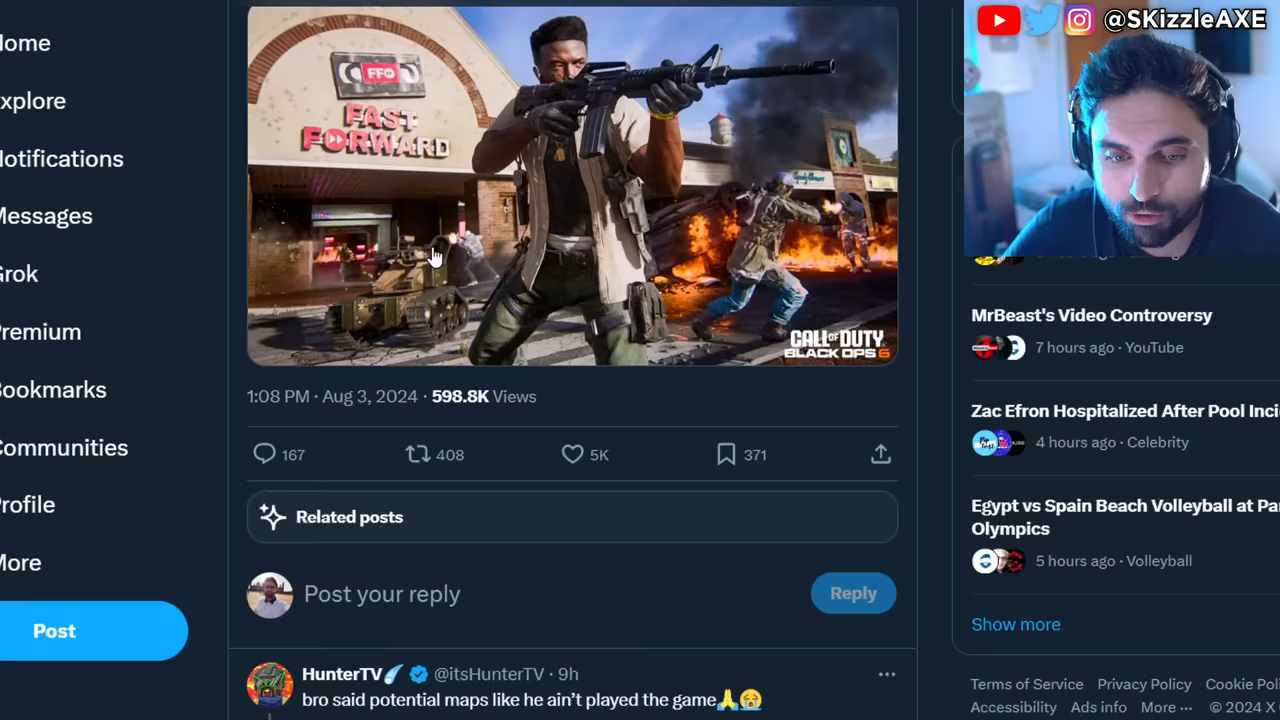 @SKizzleAXE
ome
xplore
otifications
essages
Grok
remium
ookmarks
ommunities
rofile
More
Post
FFO
FAST
FORWARD
CALL OF DUTY
BLACK OPS 6
1:08 PM · Aug 3, 2024 · 598.8K Views
167
408
5K
371
Related posts
Post your reply
Reply
HunterTV @itsHunterTV · 9h
bro said potential maps like he ain’t played the game🙏😭
MrBeast's Video Controversy
7 hours ago · YouTube
Zac Efron Hospitalized After Pool Inci
4 hours ago · Celebrity
Egypt vs Spain Beach Volleyball at Pa
Olympics
5 hours ago · Volleyball
Show more
Terms of Service Privacy Policy Cookie Pol
Accessibility Ads info More ··· © 2024 X